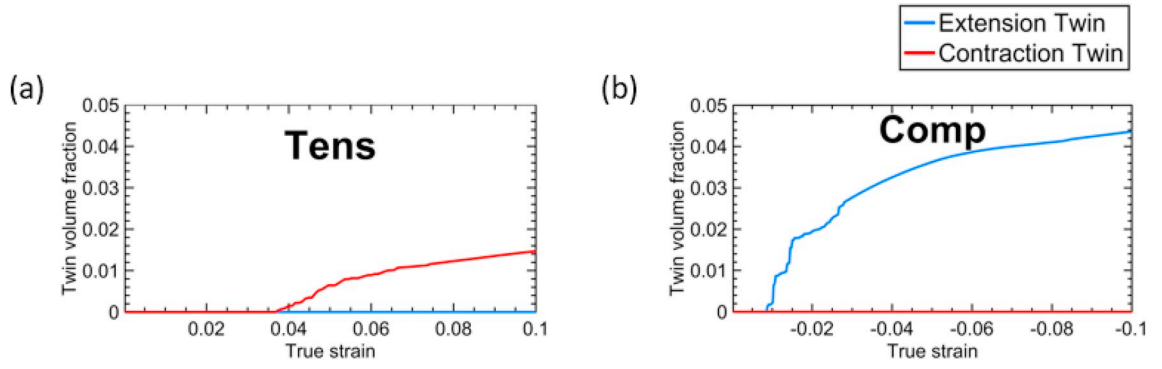 Extension Twin
Contraction Twin
(a)
Tens
Twin volume fraction
0.05
0.04
0.03
0.02
0.01
0
0.02 0.04 0.06 0.08 0.1
True strain
(b)
Comp
Twin volume fraction
0.05
0.04
0.03
0.02
0.01
0
-0.02 -0.04 -0.06 -0.08 -0.1
True strain